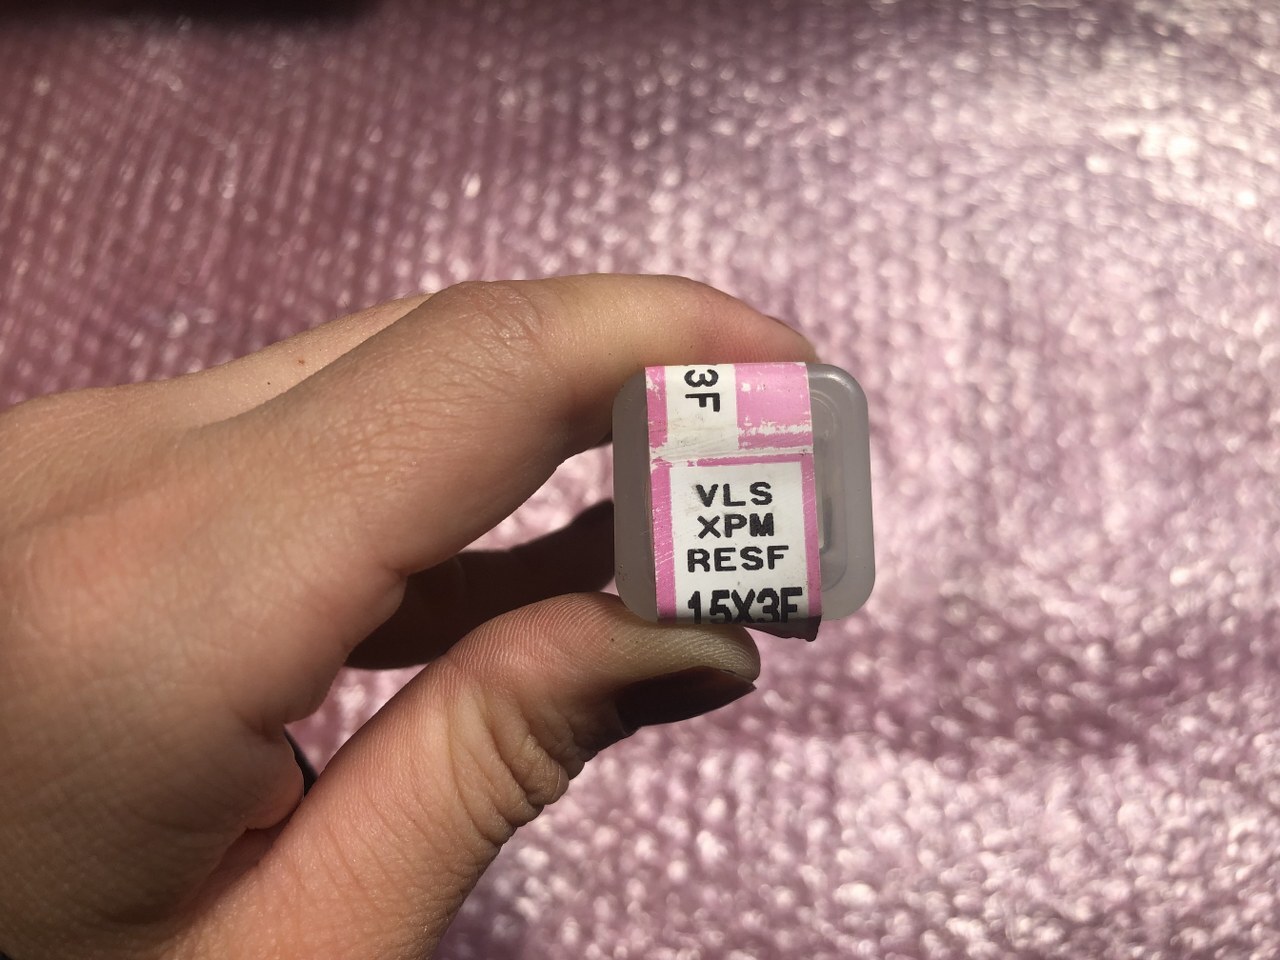 3F
VLS
XPM
RESF
15X3F